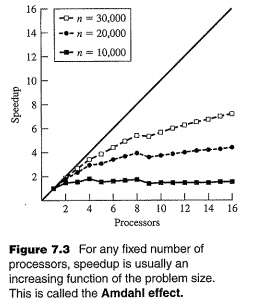 16
14
12
10
8
6
4
2
Speedup
n = 30,000
n = 20,000
n = 10,000
2 4 6 8 10 12 14 16
Processors
Figure 7.3 For any fixed number of
processors, speedup is usually an
increasing function of the problem size.
This is called the Amdahl effect.